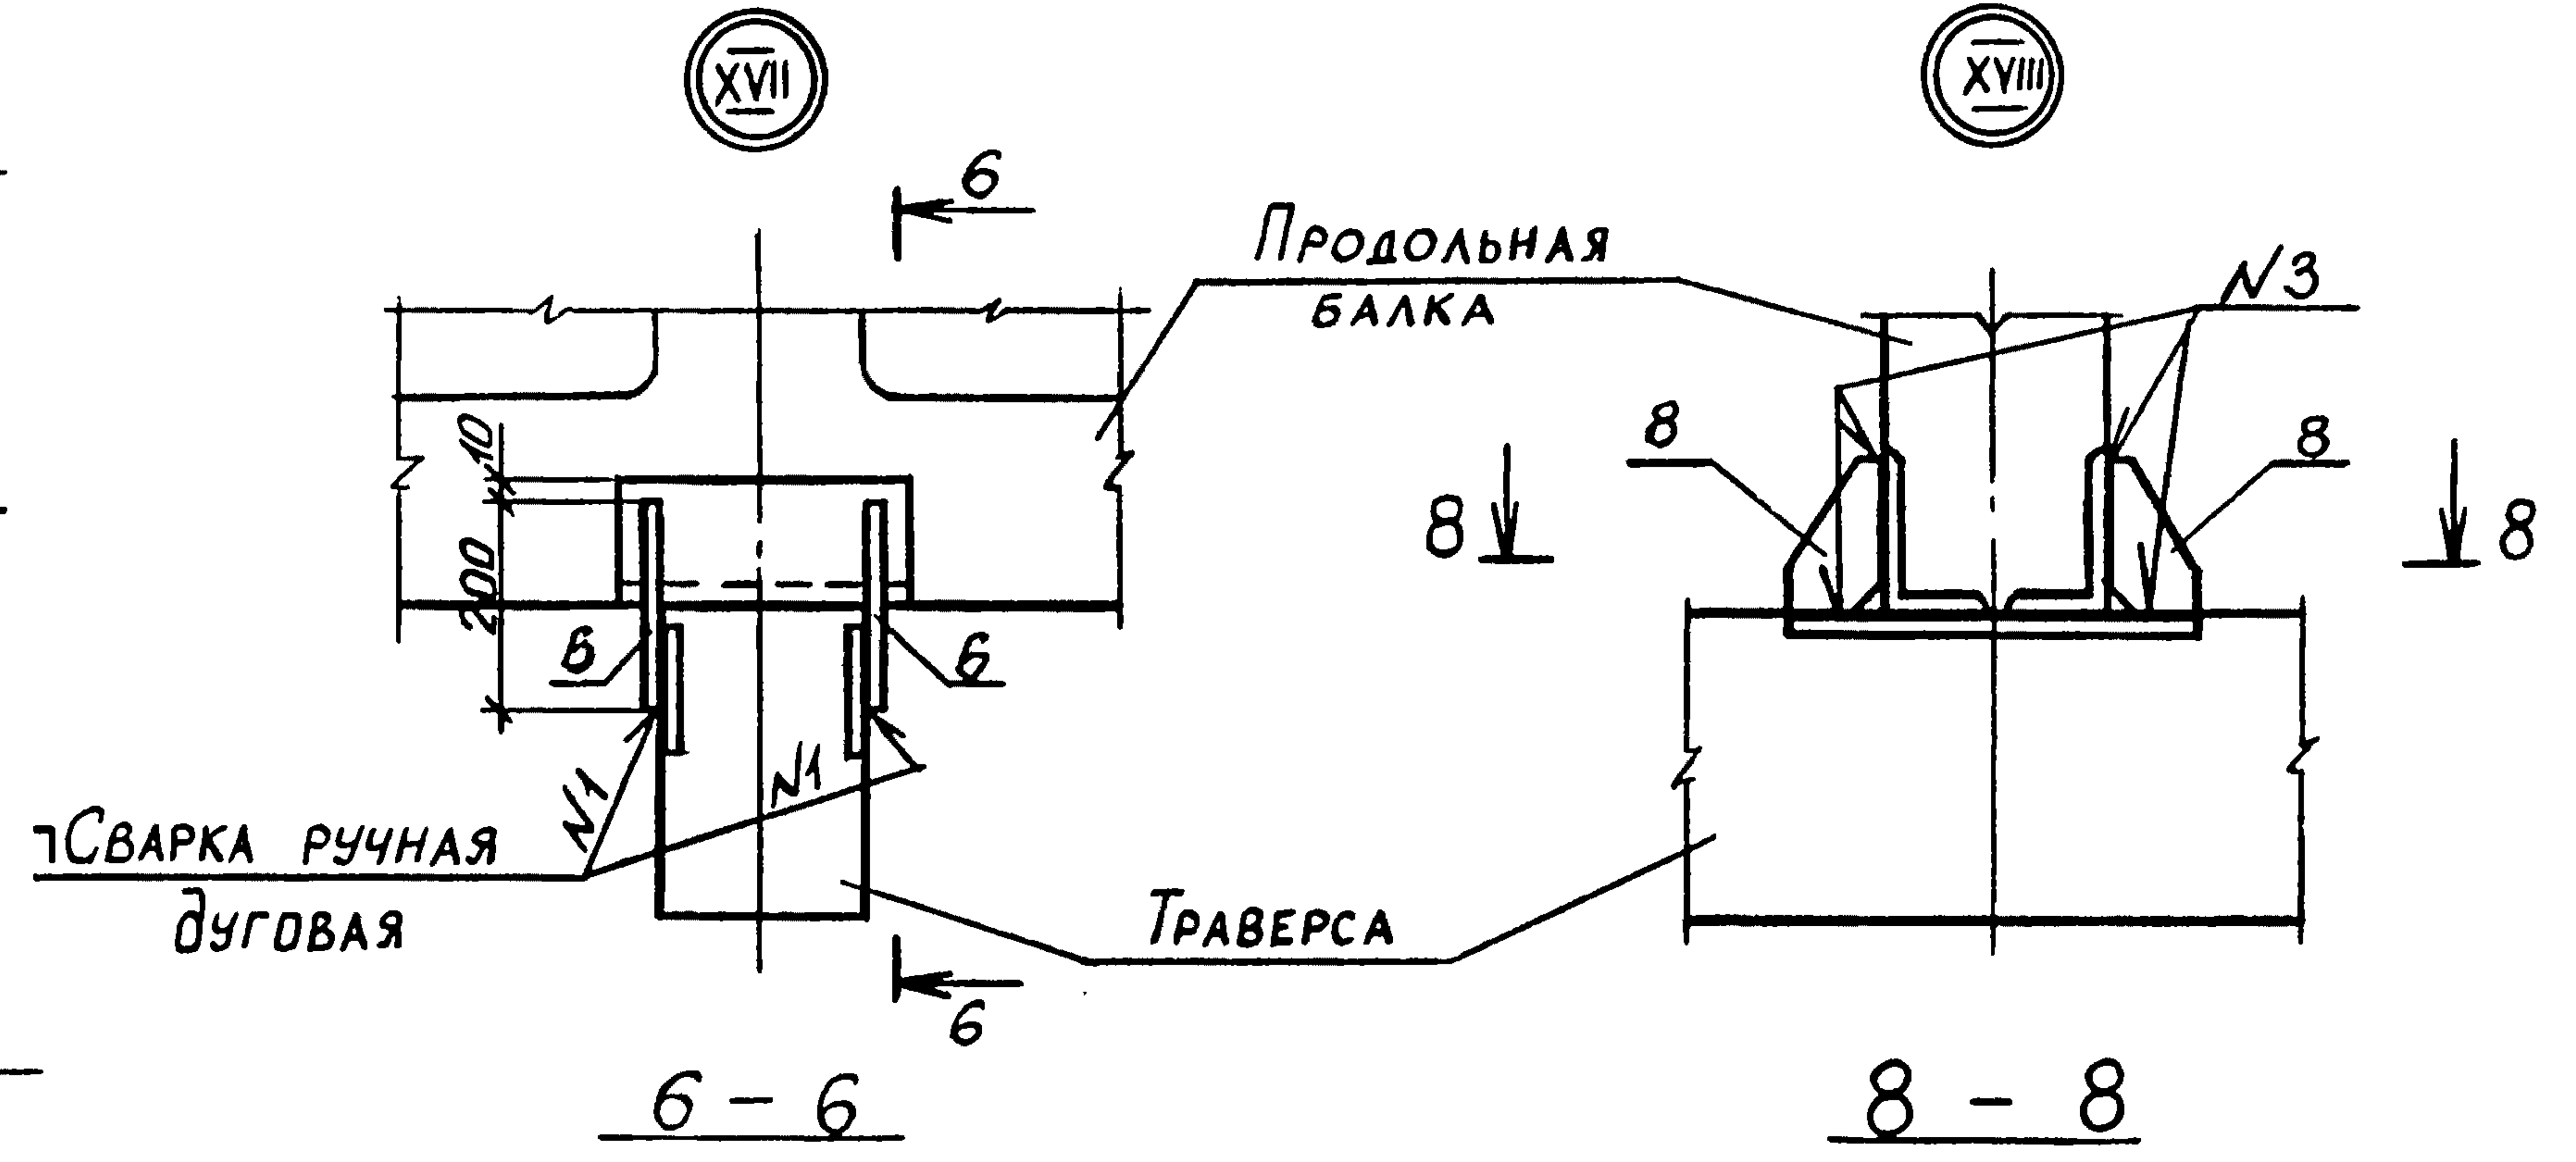 XVII
XVIII
6
Продольная
балка
N3
10
8
8
8
8
200
6
6
N1
N1
Сварка ручная
дуговая
Траверса
6
6 - 6
8 - 8